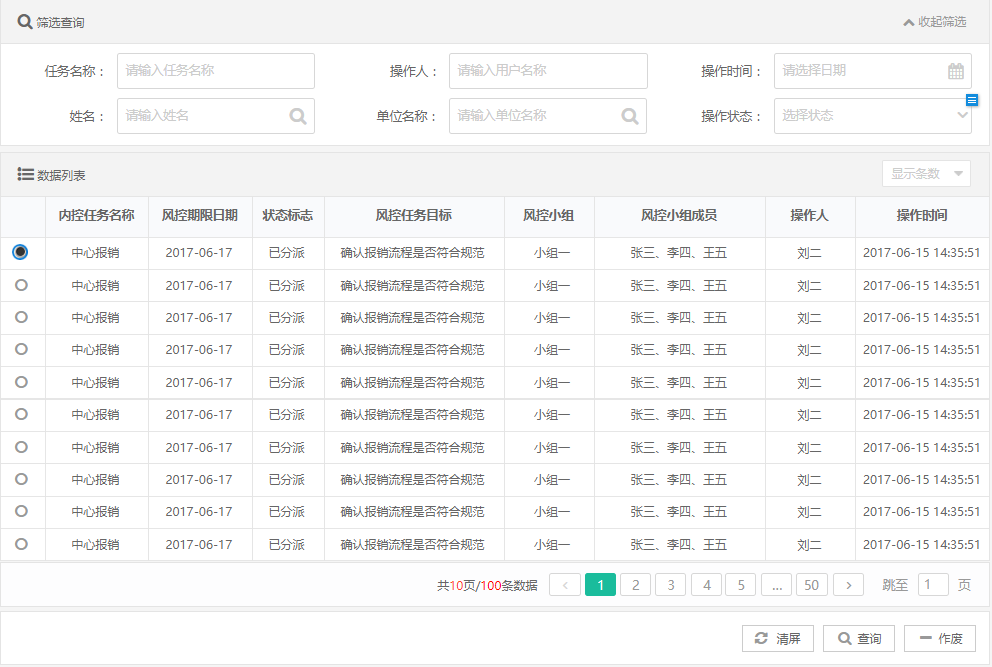 筛选查询 收起筛选
任务名称： 请输入任务名称 操作人： 请输入用户名称 操作时间： 请选择日期
姓名： 请输入姓名 单位名称： 请输入单位名称 操作状态： 选择状态
数据列表 显示条数
内控任务名称 风控期限日期 状态标志 风控任务目标 风控小组 风控小组成员 操作人 操作时间
中心报销 2017-06-17 已分派 确认报销流程是否符合规范 小组一 张三、李四、王五 刘二 2017-06-15 14:35:51
中心报销 2017-06-17 已分派 确认报销流程是否符合规范 小组一 张三、李四、王五 刘二 2017-06-15 14:35:51
中心报销 2017-06-17 已分派 确认报销流程是否符合规范 小组一 张三、李四、王五 刘二 2017-06-15 14:35:51
中心报销 2017-06-17 已分派 确认报销流程是否符合规范 小组一 张三、李四、王五 刘二 2017-06-15 14:35:51
中心报销 2017-06-17 已分派 确认报销流程是否符合规范 小组一 张三、李四、王五 刘二 2017-06-15 14:35:51
中心报销 2017-06-17 已分派 确认报销流程是否符合规范 小组一 张三、李四、王五 刘二 2017-06-15 14:35:51
中心报销 2017-06-17 已分派 确认报销流程是否符合规范 小组一 张三、李四、王五 刘二 2017-06-15 14:35:51
中心报销 2017-06-17 已分派 确认报销流程是否符合规范 小组一 张三、李四、王五 刘二 2017-06-15 14:35:51
中心报销 2017-06-17 已分派 确认报销流程是否符合规范 小组一 张三、李四、王五 刘二 2017-06-15 14:35:51
中心报销 2017-06-17 已分派 确认报销流程是否符合规范 小组一 张三、李四、王五 刘二 2017-06-15 14:35:51
共10页/100条数据 < 1 2 3 4 5 ... 50 > 跳至 1 页
清屏 查询 作废